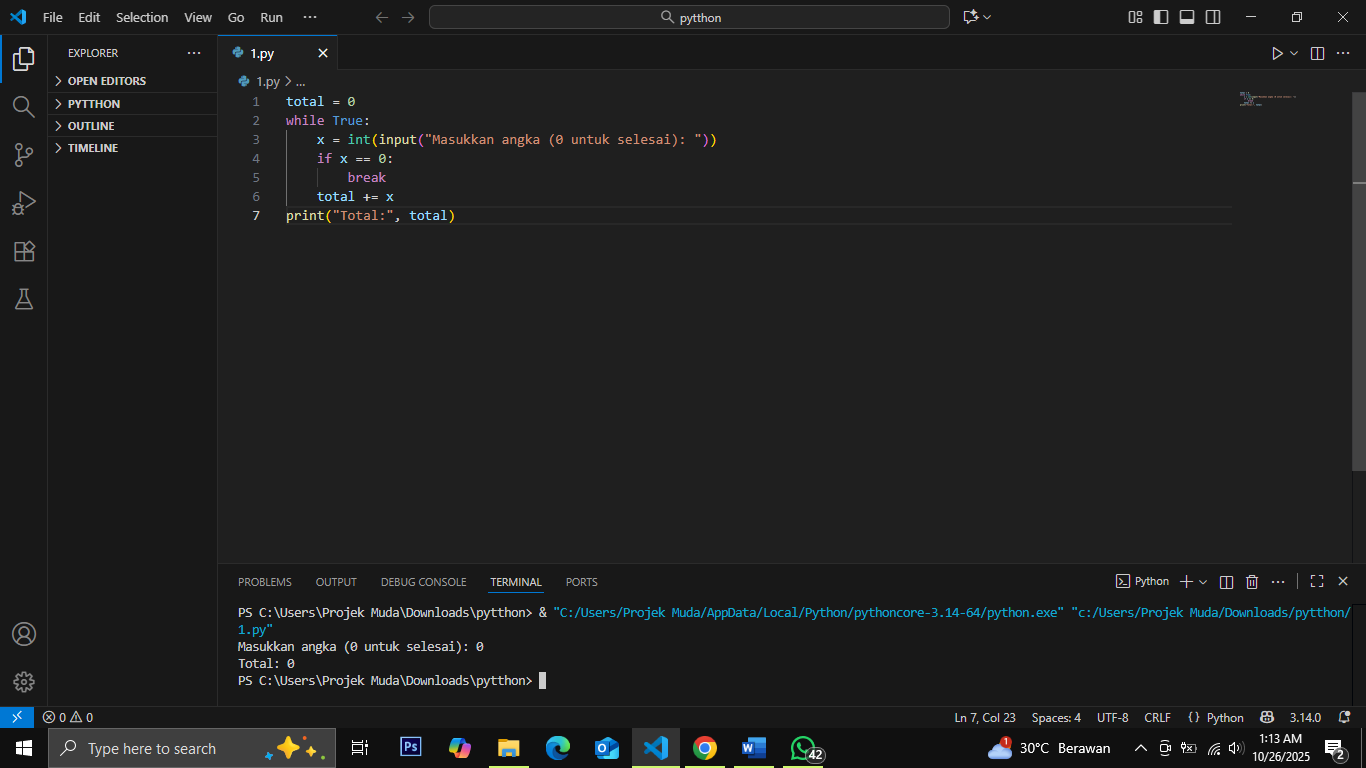 File Edit Selection View Go Run ···
pytthon
EXPLORER ···
OPEN EDITORS
PYTTHON
OUTLINE
TIMELINE
1.py
1.py > ...
1 total = 0
2 while True:
3 x = int(input("Masukkan angka (0 untuk selesai): "))
4 if x == 0:
5 break
6 total += x
7 print("Total:", total)
PROBLEMS OUTPUT DEBUG CONSOLE TERMINAL PORTS
Python
PS C:\Users\Projek Muda\Downloads\pytthon> & "C:/Users/Projek Muda/AppData/Local/Python/pythoncore-3.14-64/python.exe" "c:/Users/Projek Muda/Downloads/pytthon/
1.py"
Masukkan angka (0 untuk selesai): 0
Total: 0
PS C:\Users\Projek Muda\Downloads\pytthon>
0 0 Ln 7, Col 23 Spaces: 4 UTF-8 CRLF {} Python 3.14.0
Type here to search
Ps
W
42
1
30°C Berawan
1:13 AM
10/26/2025
2